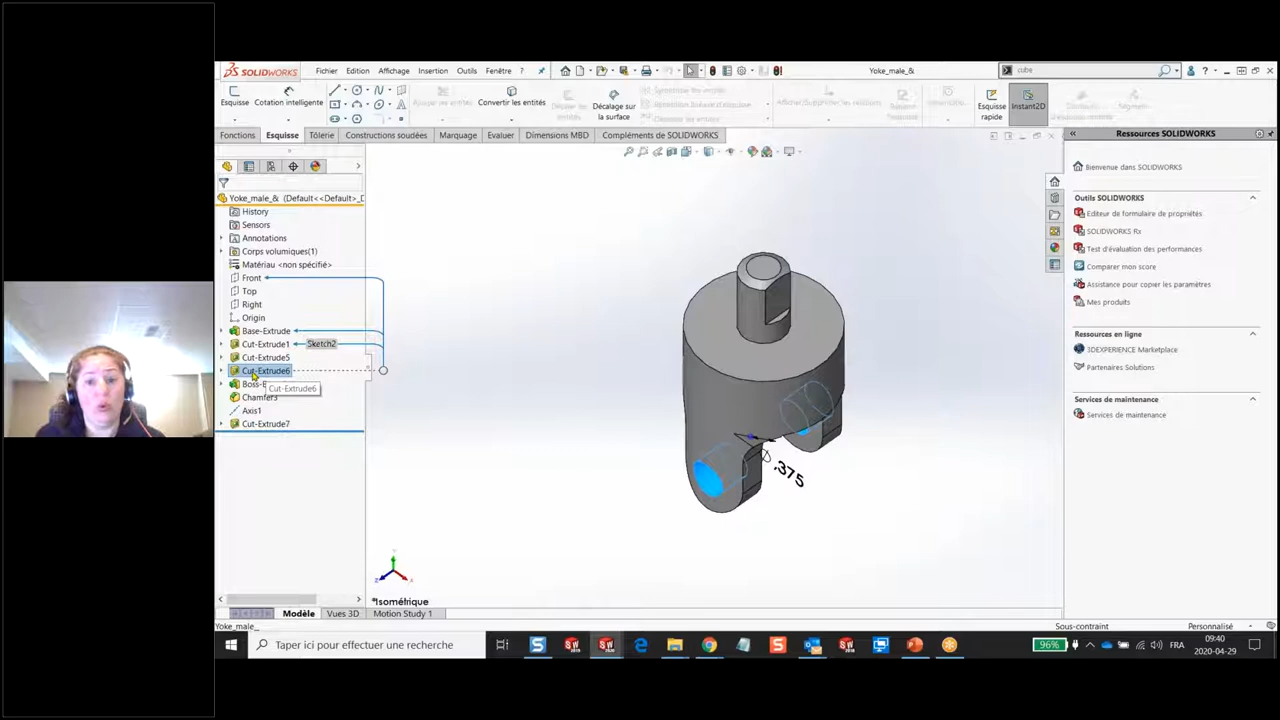 SOLIDWORKS
Fichier
Edition
Affichage
Insertion
Outils
Fenêtre
?
Yoke_male_&
cube
?
Esquisse
Cotation intelligente
Convertir les entités
Décalage sur
la surface
Esquisse
rapide
Instant2D
Fonctions
Esquisse
Tôlerie
Constructions soudées
Marquage
Evaluer
Dimensions MBD
Compléments de SOLIDWORKS
Ressources SOLIDWORKS
Bienvenue dans SOLIDWORKS
Outils SOLIDWORKS
Editeur de formulaire de propriétés
SOLIDWORKS Rx
Test d'évaluation des performances
Comparer mon score
Assistance pour copier les paramètres
Mes produits
Ressources en ligne
3DEXPERIENCE Marketplace
Partenaires Solutions
Services de maintenance
Services de maintenance
Yoke_male_& (Default<<Default>_D
History
Sensors
Annotations
Corps volumiques(1)
Matériau <non spécifié>
Front
Top
Right
Origin
Base-Extrude
Cut-Extrude1
Sketch2
Cut-Extrude5
Cut-Extrude6
Cut-Extrude6
Axis1
Cut-Extrude7
.375
*Isométrique
Modèle
Vues 3D
Motion Study 1
Yoke_male_
Sous-contraint
Personnalisé
Taper ici pour effectuer une recherche
96%
FRA
09:40
2020-04-29